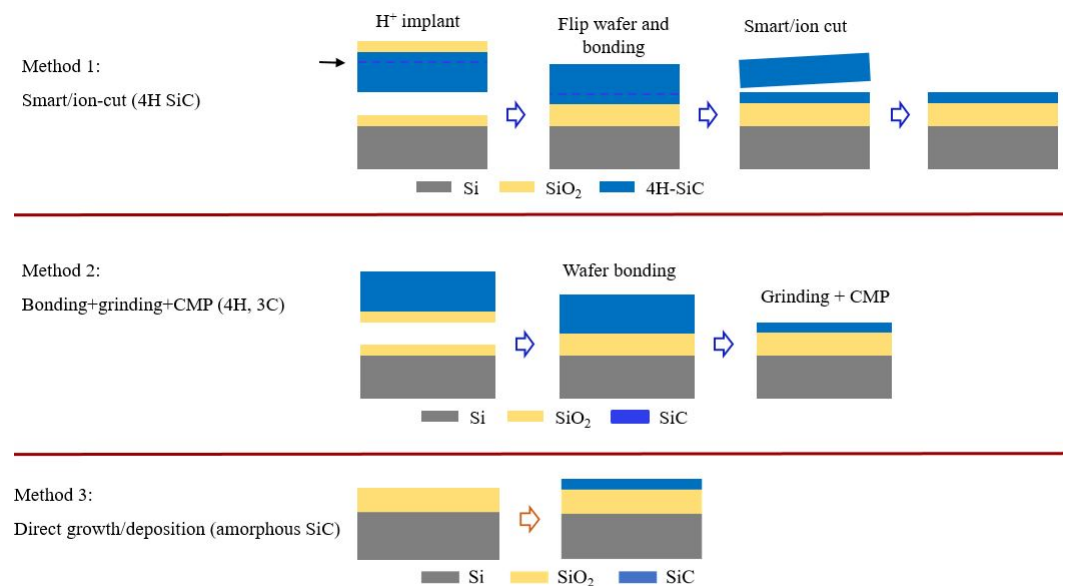 H⁺ implant
Flip wafer and
bonding
Smart/ion cut
Method 1:
Smart/ion-cut (4H SiC)
Si
SiO₂
4H-SiC
Method 2:
Bonding+grinding+CMP (4H, 3C)
Wafer bonding
Grinding + CMP
Si
SiO₂
SiC
Method 3:
Direct growth/deposition (amorphous SiC)
Si
SiO₂
SiC